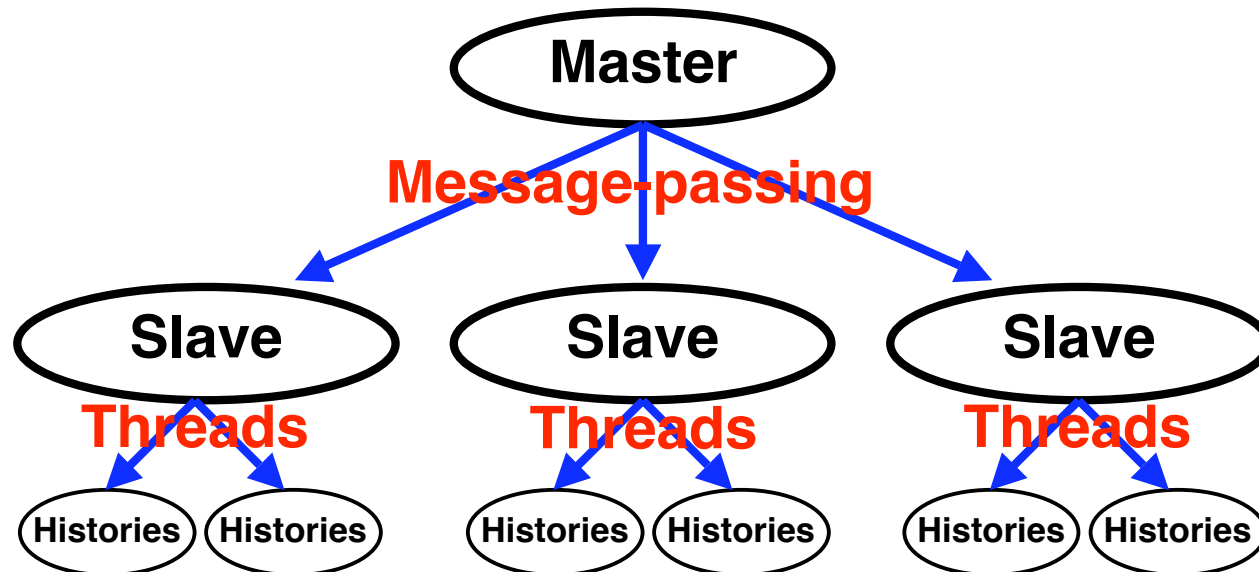 Master
Message-passing
Slave Slave Slave
Threads Threads Threads
Histories Histories Histories Histories Histories Histories